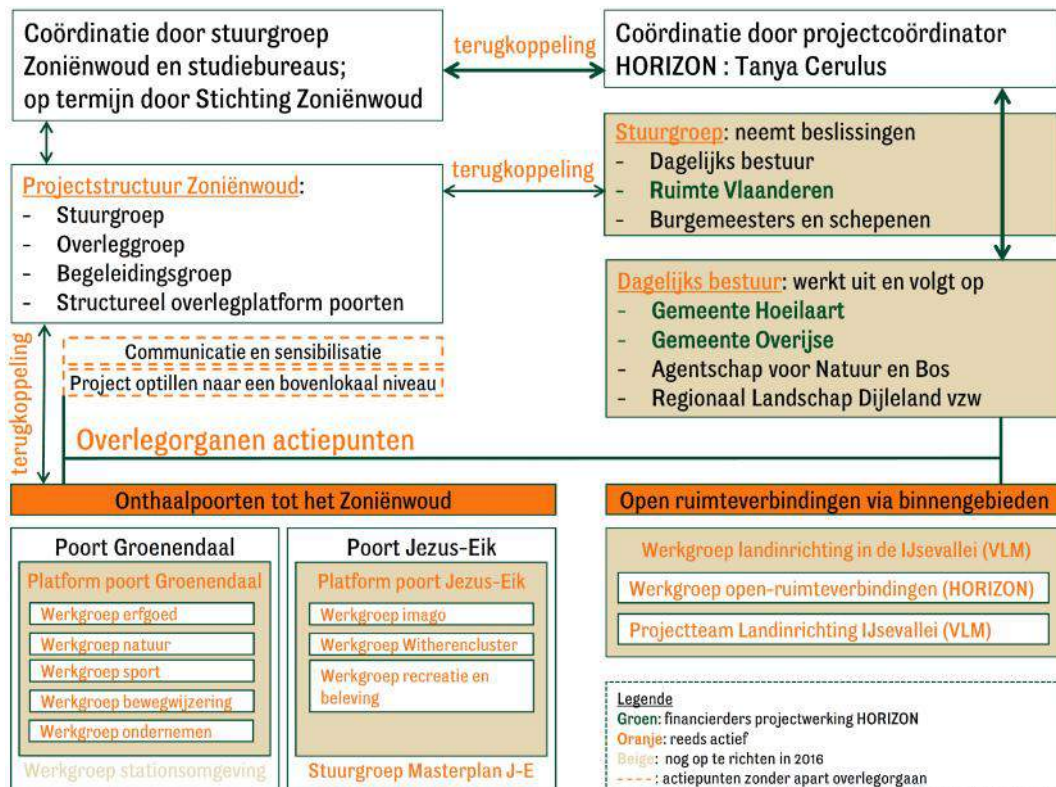 Coördinatie door stuurgroep
Zoniënwoud en studiebureaus;
op termijn door Stichting Zoniënwoud
terugkoppeling
Coördinatie door projectcoördinator
HORIZON : Tanya Cerulus
Projectstructuur Zoniënwoud:
- Stuurgroep
- Overleggroep
- Begeleidingsgroep
- Structureel overlegplatform poorten
terugkoppeling
Stuurgroep: neemt beslissingen
- Dagelijks bestuur
- Ruimte Vlaanderen
- Burgemeesters en schepenen
Dagelijks bestuur: werkt uit en volgt op
- Gemeente Hoeilaart
- Gemeente Overijse
- Agentschap voor Natuur en Bos
- Regionaal Landschap Dijleland vzw
terugkoppeling
Communicatie en sensibilisatie
Project optillen naar een bovenlokaal niveau
Overlegorganen actiepunten
Onthaalpoorten tot het Zoniënwoud
Poort Groenendaal
Platform poort Groenendaal
Werkgroep erfgoed
Werkgroep natuur
Werkgroep sport
Werkgroep bewegwijzering
Werkgroep ondernemen
Werkgroep stationsomgeving
Poort Jezus-Eik
Platform poort Jezus-Eik
Werkgroep imago
Werkgroep Witherencluster
Werkgroep recreatie en
beleving
Stuurgroep Masterplan J-E
Open ruimteverbindingen via binnengebieden
Werkgroep landinrichting in de IJsevallei (VLM)
Werkgroep open-ruimteverbindingen (HORIZON)
Projectteam Landinrichting IJsevallei (VLM)
Legende
Groen: financierders projectwerking HORIZON
Oranje: reeds actief
Beige: nog op te richten in 2016
-----: actiepunten zonder apart overlegorgaan